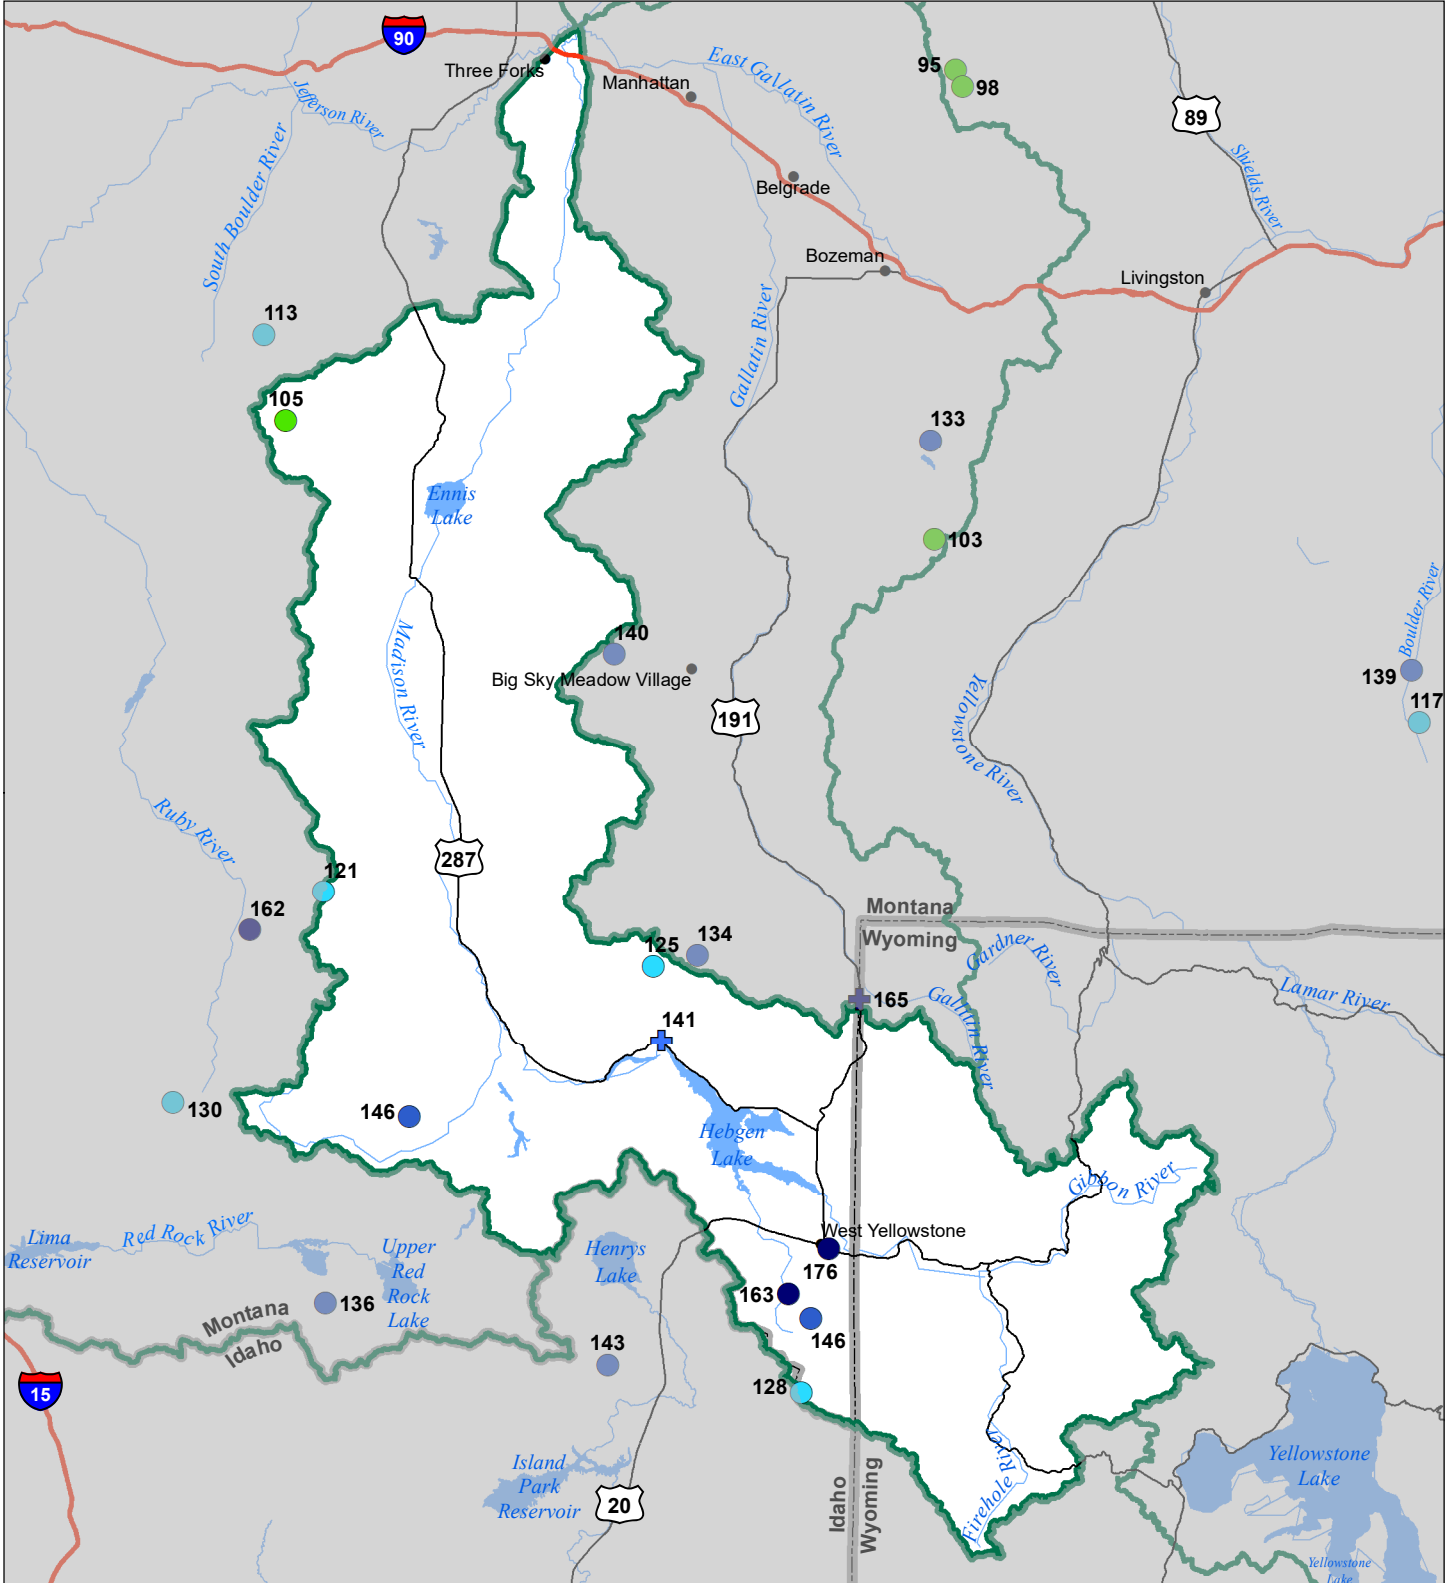 90
Three Forks
Manhattan
East Gallatin River
95
98
89
Jefferson River
South Boulder River
Shields River
Belgrade
Bozeman
Livingston
Gallatin River
113
105
133
Ennis
Lake
103
Madison River
140
Big Sky Meadow Village
Boulder River
139
117
191
Yellowstone River
Ruby River
287
121
162
Montana
Wyoming
125
134
Gardner River
165
Gallatin River
Lamar River
141
130
146
Hebgen
Lake
Gibbon River
West Yellowstone
176
Lima
Reservoir
Red Rock River
Upper
Red
Rock
Lake
Henrys
Lake
163
136
146
Montana
Idaho
143
128
15
Island
Park
Reservoir
20
Idaho
Wyoming
Firehole River
Yellowstone
Lake
Yellowstone
Lake